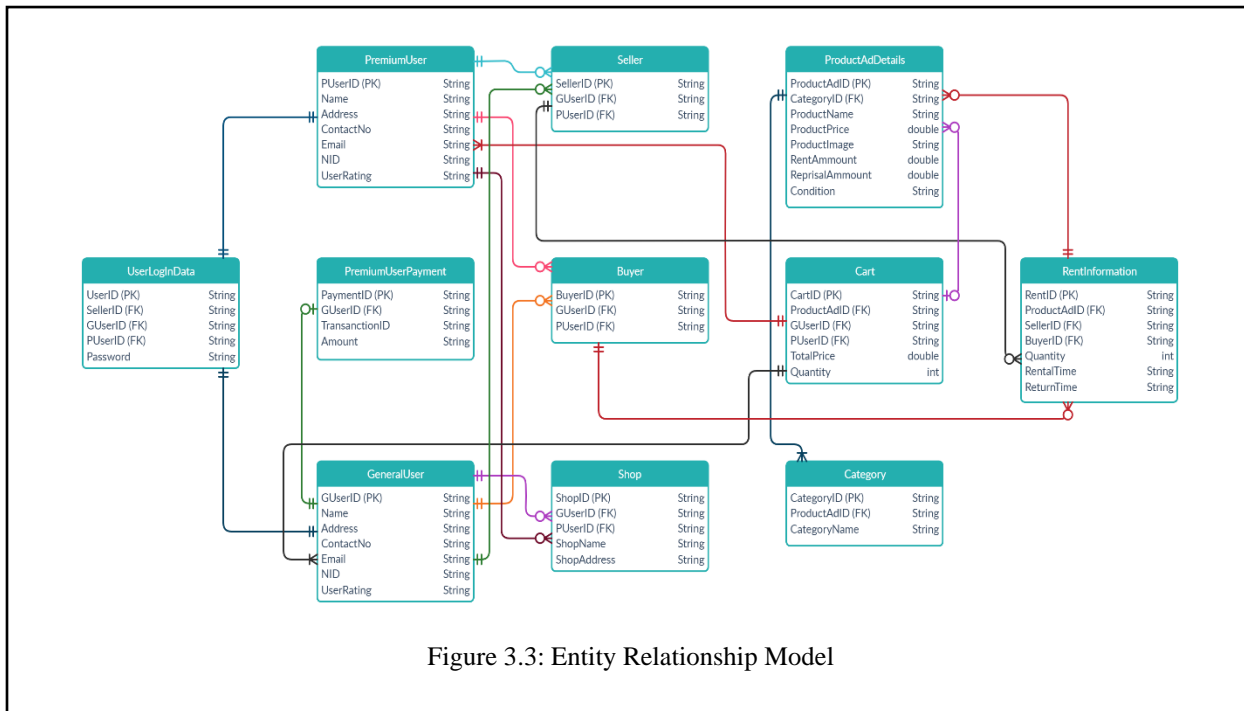 PremiumUser
PUserID (PK) String
Name String
Address String
ContactNo String
Email String
NID String
UserRating String
Seller
SellerID (PK) String
GUserID (FK) String
PUserID (FK) String
ProductAdDetails
ProductAdID (PK) String
CategoryID (FK) String
ProductName String
ProductPrice double
ProductImage String
RentAmmount double
ReprisalAmmount double
Condition String
UserLogInData
UserID (PK) String
SellerID (FK) String
GUserID (FK) String
PUserID (FK) String
Password String
PremiumUserPayment
PaymentID (PK) String
GUserID (FK) String
TransanctionID String
Amount String
Buyer
BuyerID (PK) String
GUserID (FK) String
PUserID (FK) String
Cart
CartID (PK) String
ProductAdID (FK) String
GUserID (FK) String
PUserID (FK) String
TotalPrice double
Quantity int
RentInformation
RentID (PK) String
ProductAdID (FK) String
SellerID (FK) String
BuyerID (FK) String
Quantity int
RentalTime String
ReturnTime String
GeneralUser
GUserID (PK) String
Name String
Address String
ContactNo String
Email String
NID String
UserRating String
Shop
ShopID (PK) String
GUserID (FK) String
PUserID (FK) String
ShopName String
ShopAddress String
Category
CategoryID (PK) String
ProductAdID (FK) String
CategoryName String
Figure 3.3: Entity Relationship Model